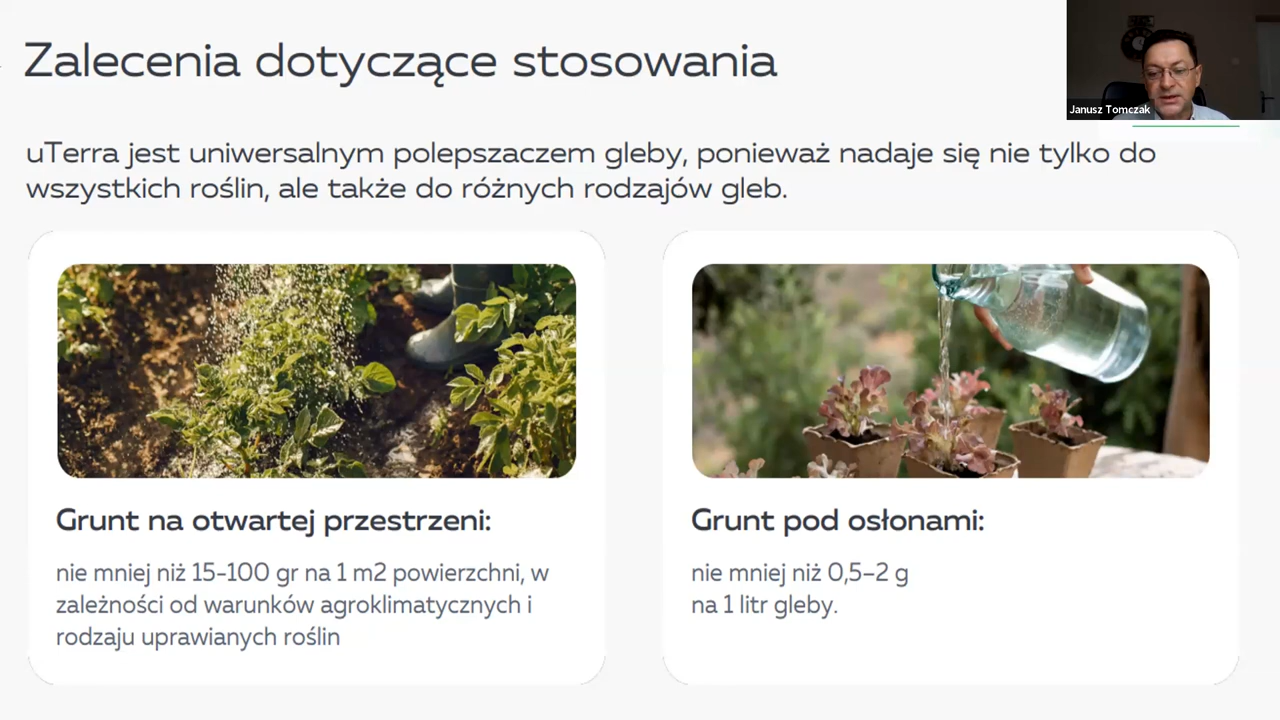 Zalecenia dotyczące stosowania
Janusz Tomczak
uTerra jest uniwersalnym polepszaczem gleby, ponieważ nadaje się nie tylko do
wszystkich roślin, ale także do różnych rodzajów gleb.
Grunt na otwartej przestrzeni:
nie mniej niż 15-100 gr na 1 m2 powierzchni, w
zależności od warunków agroklimatycznych i
rodzaju uprawianych roślin
Grunt pod osłonami:
nie mniej niż 0,5–2 g
na 1 litr gleby.